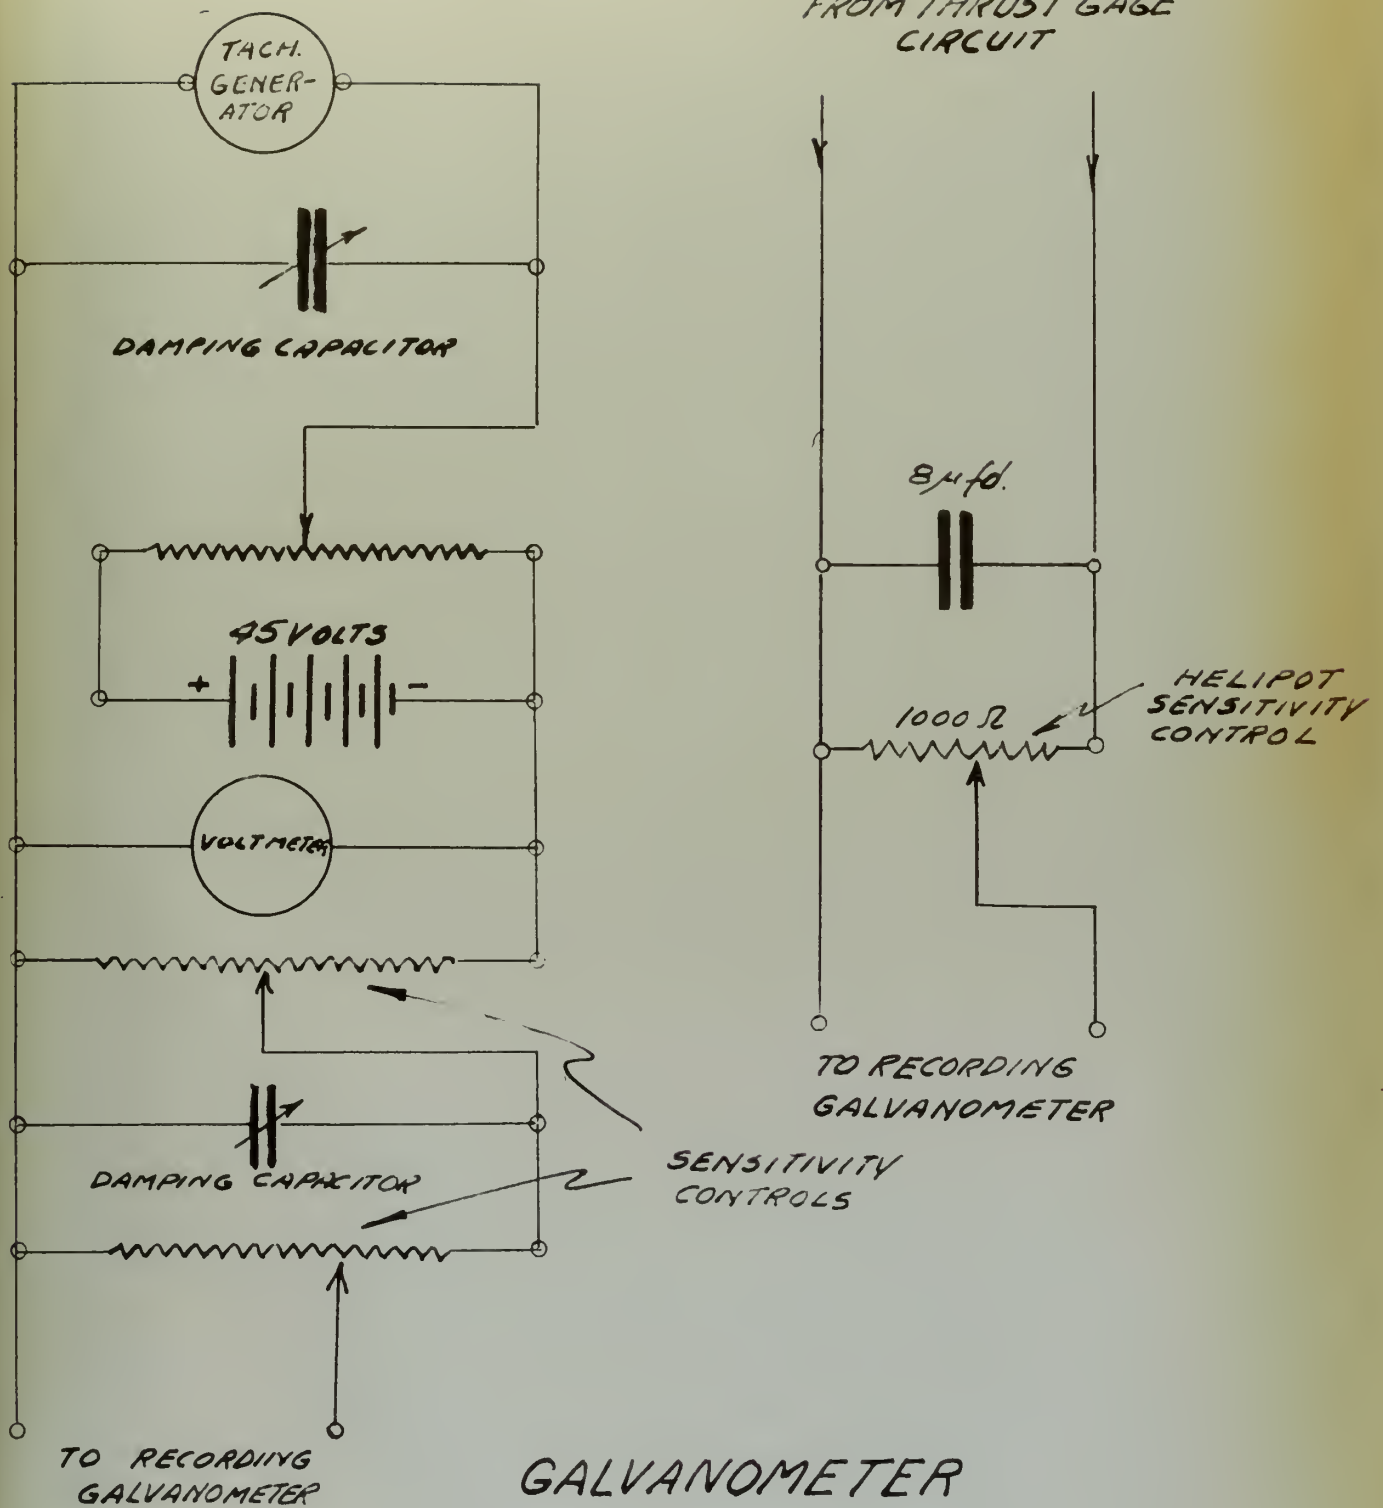 TACH.
GENER-
ATOR
DAMPING CAPACITOR
45 VOLTS
+ −
VOLTMETER
DAMPING CAPACITOR
SENSITIVITY
CONTROLS
TO RECORDING
GALVANOMETER
FROM THRUST GAGE
CIRCUIT
8 μfd.
1000 Ω
HELIPOT
SENSITIVITY
CONTROL
TO RECORDING
GALVANOMETER
GALVANOMETER